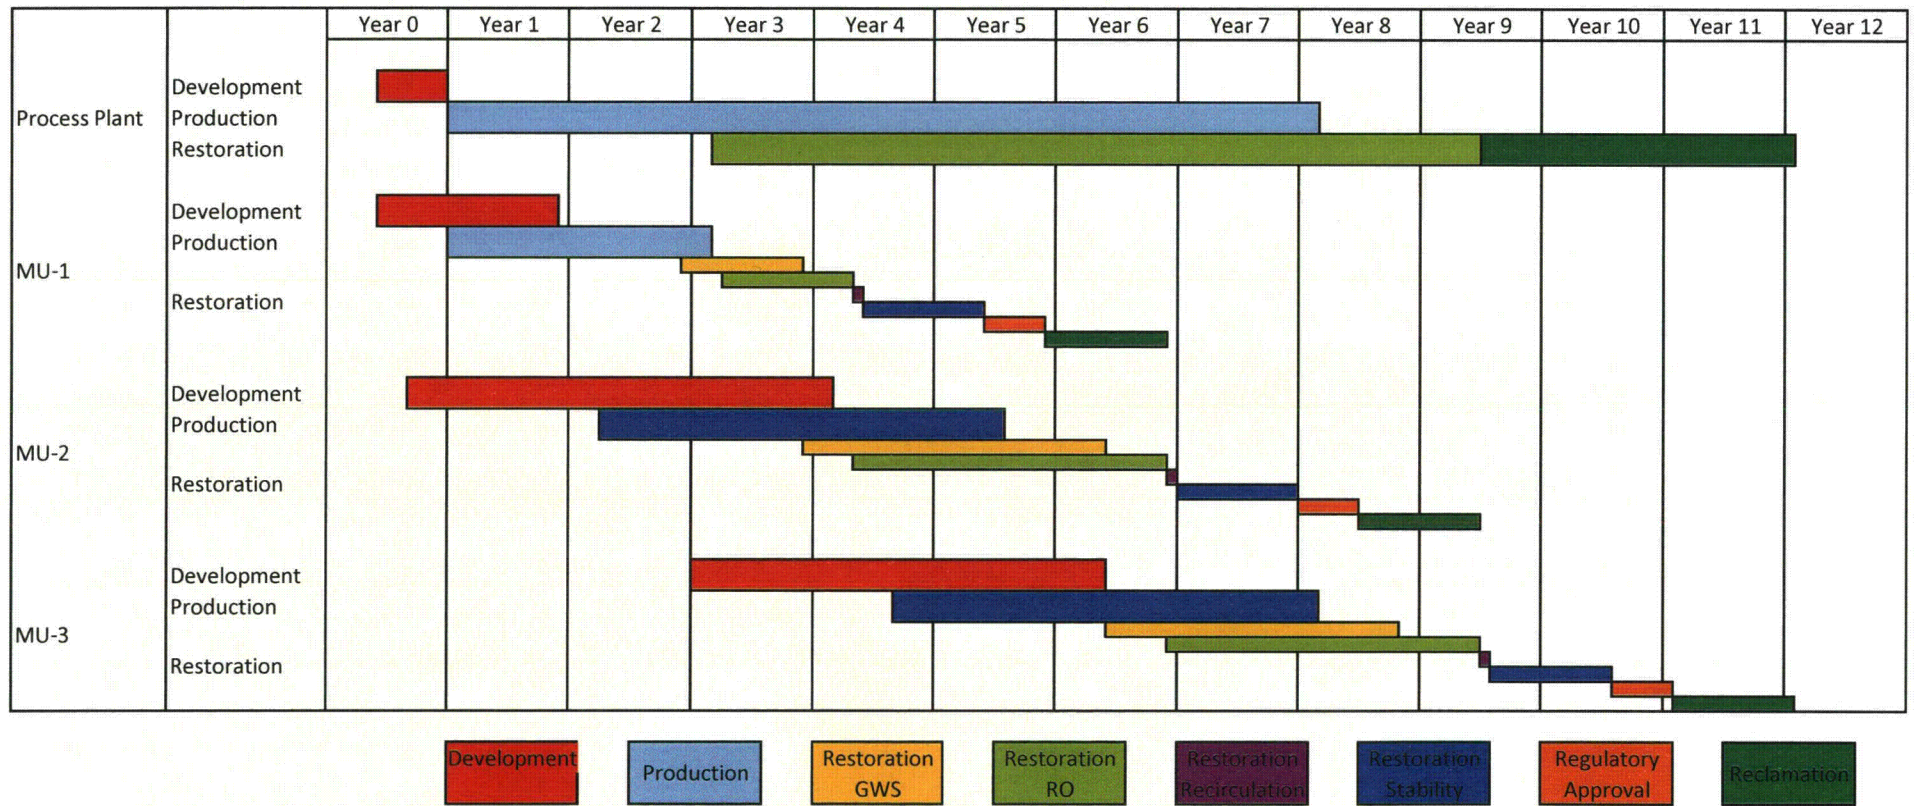 Year 0 Year 1 Year 2 Year 3 Year 4 Year 5 Year 6 Year 7 Year 8 Year 9 Year 10 Year 11 Year 12
Development
Process Plant Production
Restoration
Development
Production
MU-1
Restoration
Development
Production
MU-2
Restoration
Development
Production
MU-3
Restoration
Development
Production
Restoration GWS
Restoration RO
Restoration Recirculation
Restoration Stability
Regulatory Approval
Reclamation